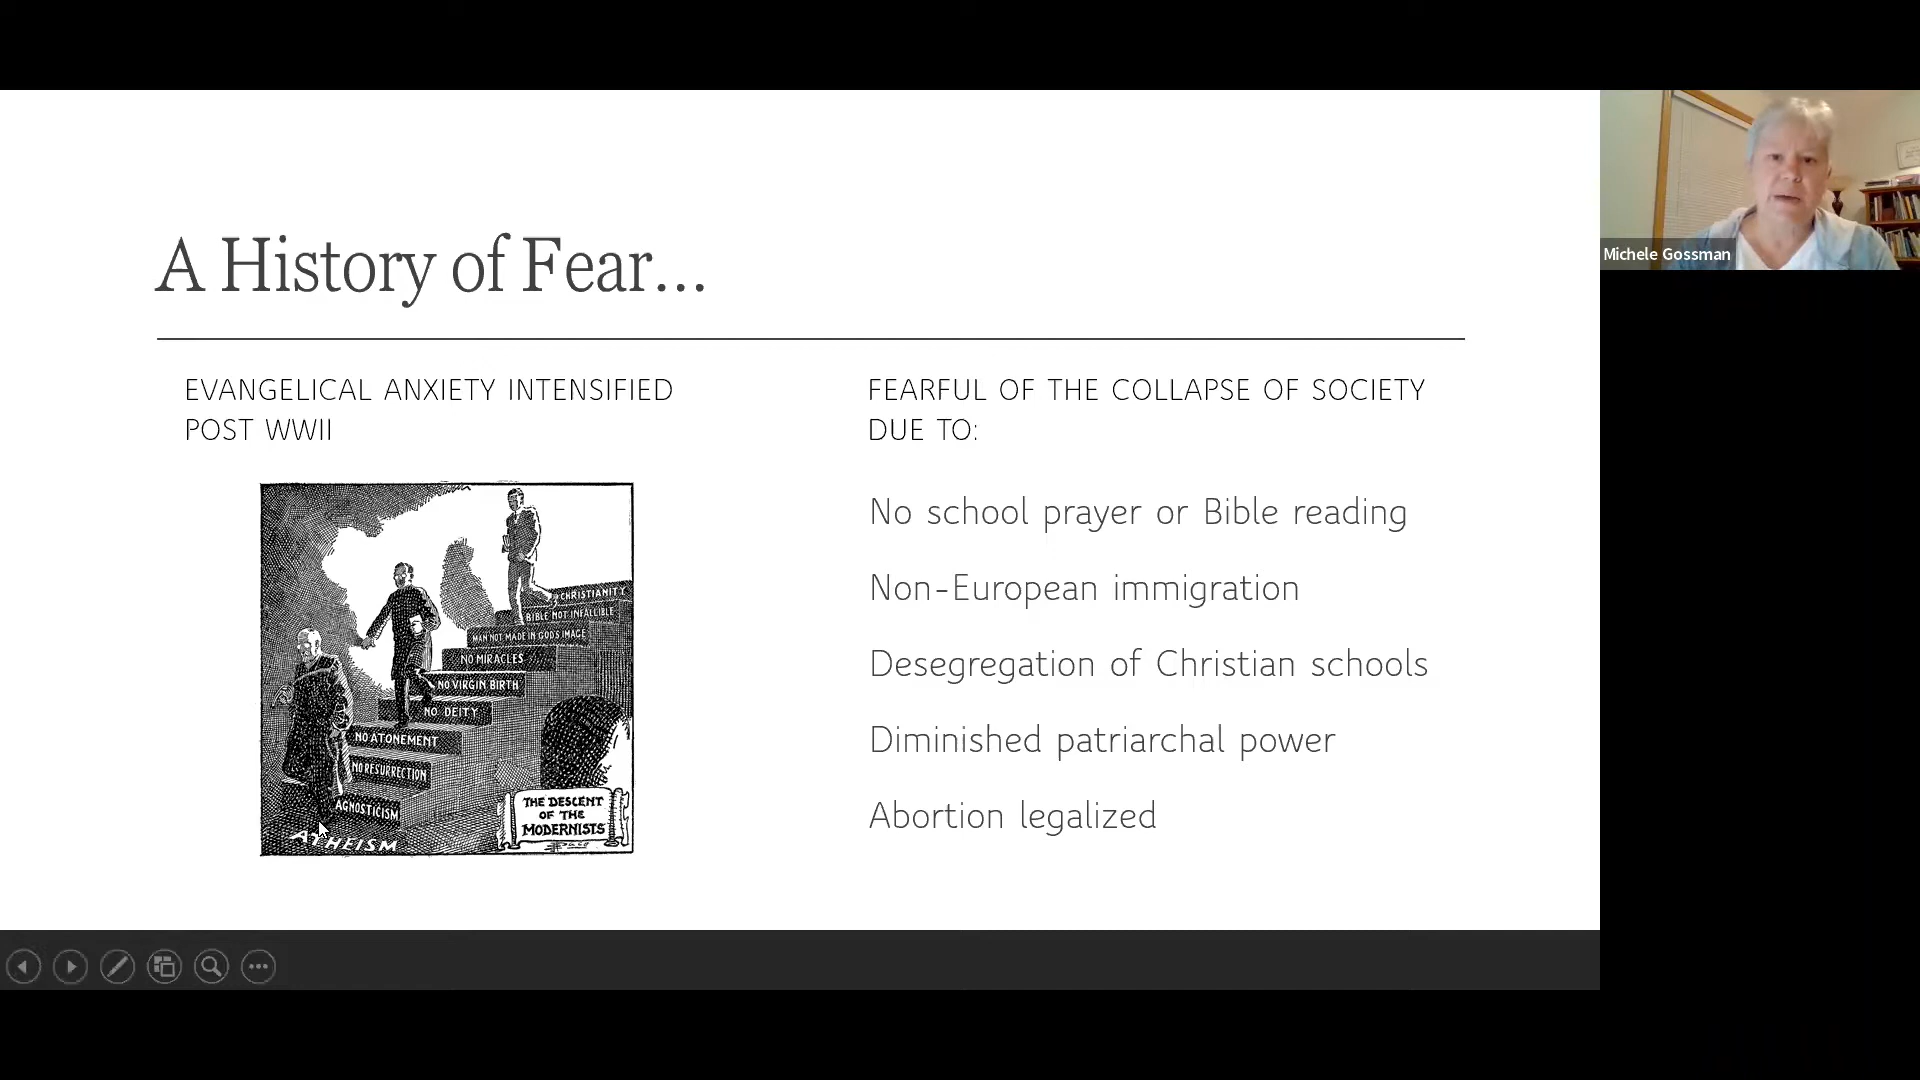 A History of Fear...
EVANGELICAL ANXIETY INTENSIFIED
POST WWII
CHRISTIANITY
BIBLE NOT INFALLIBLE
MAN NOT MADE IN GOD'S IMAGE
NO MIRACLES
NO VIRGIN BIRTH
NO DEITY
NO ATONEMENT
NO RESURRECTION
AGNOSTICISM
ATHEISM
THE DESCENT
OF THE
MODERNISTS
FEARFUL OF THE COLLAPSE OF SOCIETY
DUE TO:
No school prayer or Bible reading
Non-European immigration
Desegregation of Christian schools
Diminished patriarchal power
Abortion legalized
Michele Gossman